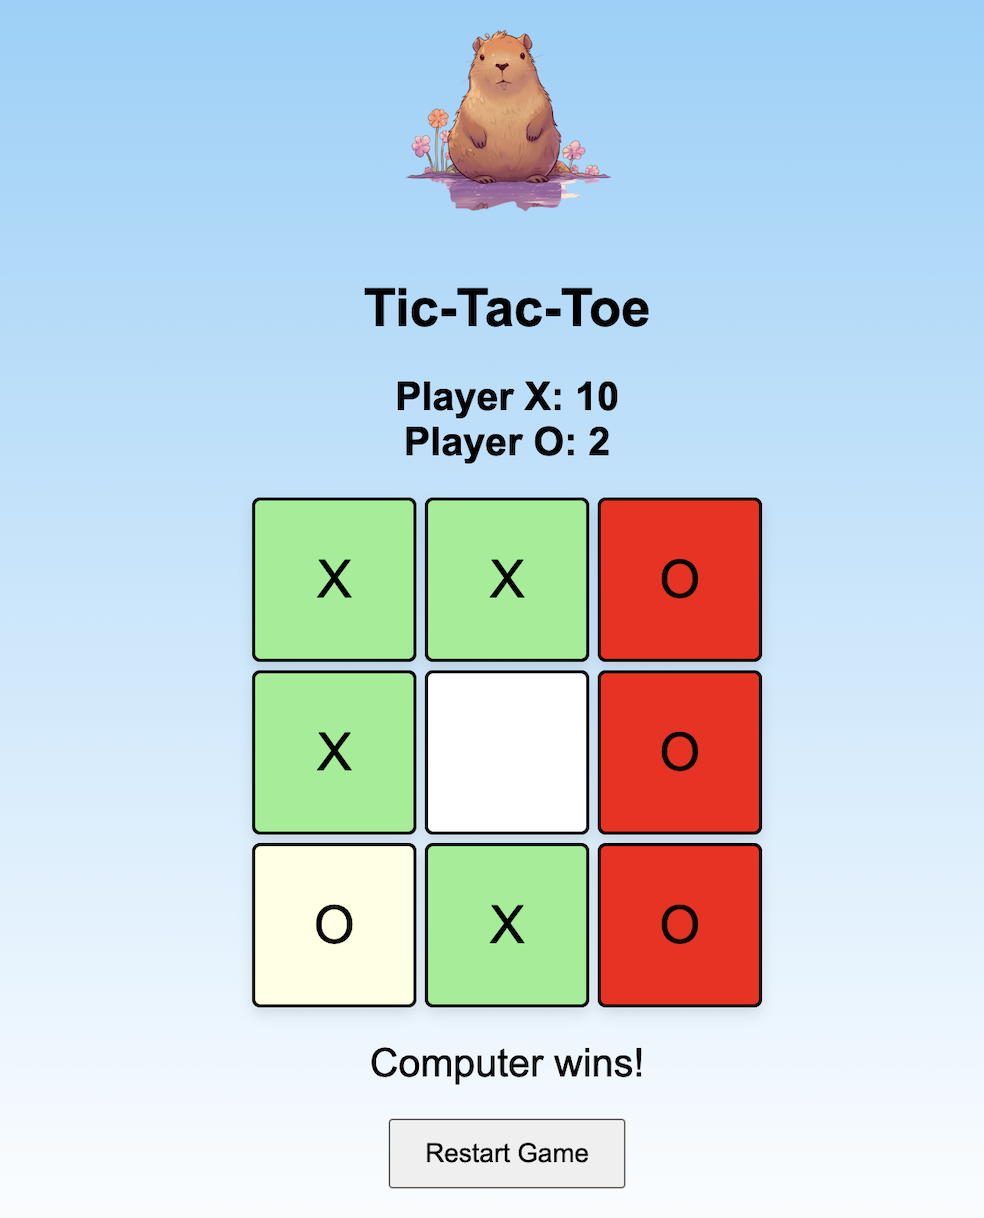 Tic-Tac-Toe
Player X: 10
Player O: 2
X X O
X O
O X O
Computer wins!
Restart Game